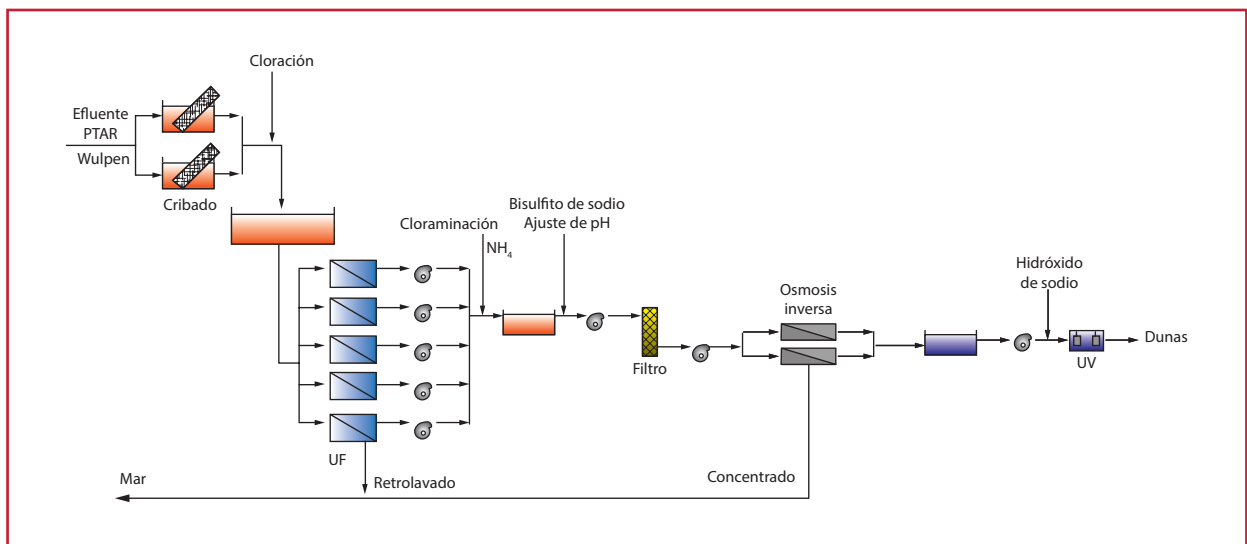 Cloración
Efluente
PTAR
Wulpen
Cribado
Cloraminación
NH4
Bisulfito de sodio
Ajuste de pH
Hidróxido
de sodio
Osmosis
inversa
Dunas
UV
Filtro
UF
Mar
Retrolavado
Concentrado